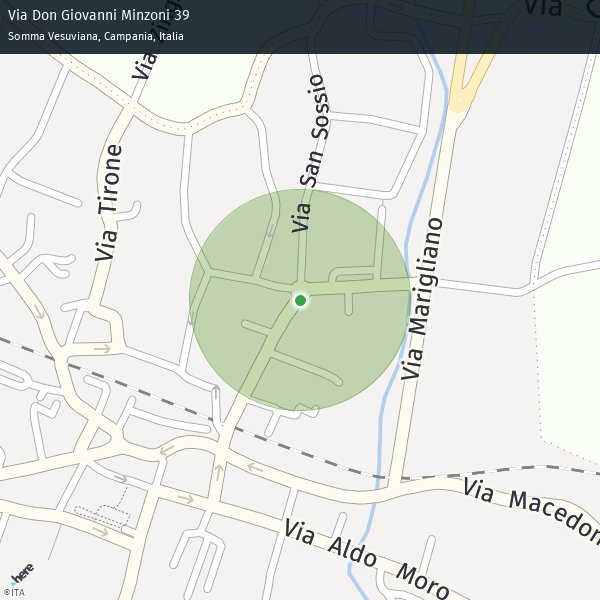 Via Don Giovanni Minzoni 39
Somma Vesuviana, Campania, Italia
Via
Via
Via San Sossio
Via Tirone
Via Marigliano
Via Macedon
Via Aldo Moro
here
©ITA